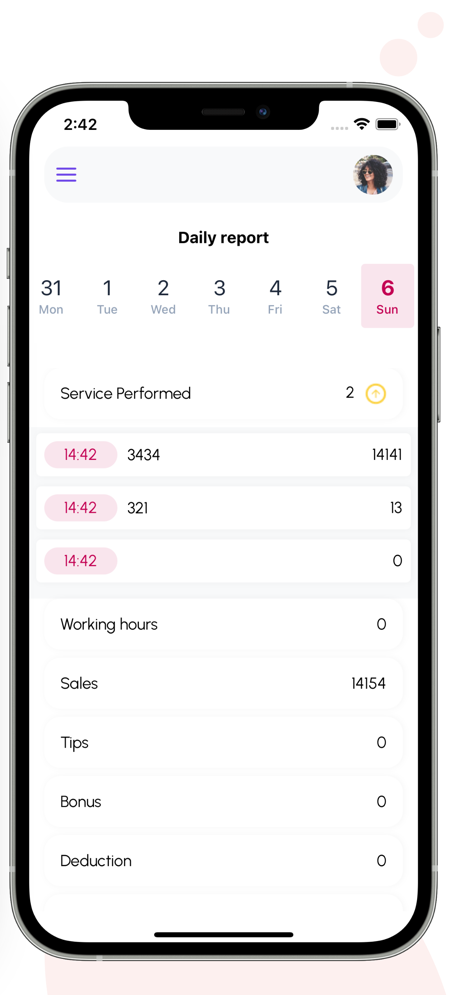 2:42
Daily report
31 1 2 3 4 5 6
Mon Tue Wed Thu Fri Sat Sun
Service Performed 2
14:42 3434 14141
14:42 321 13
14:42 0
Working hours 0
Sales 14154
Tips 0
Bonus 0
Deduction 0